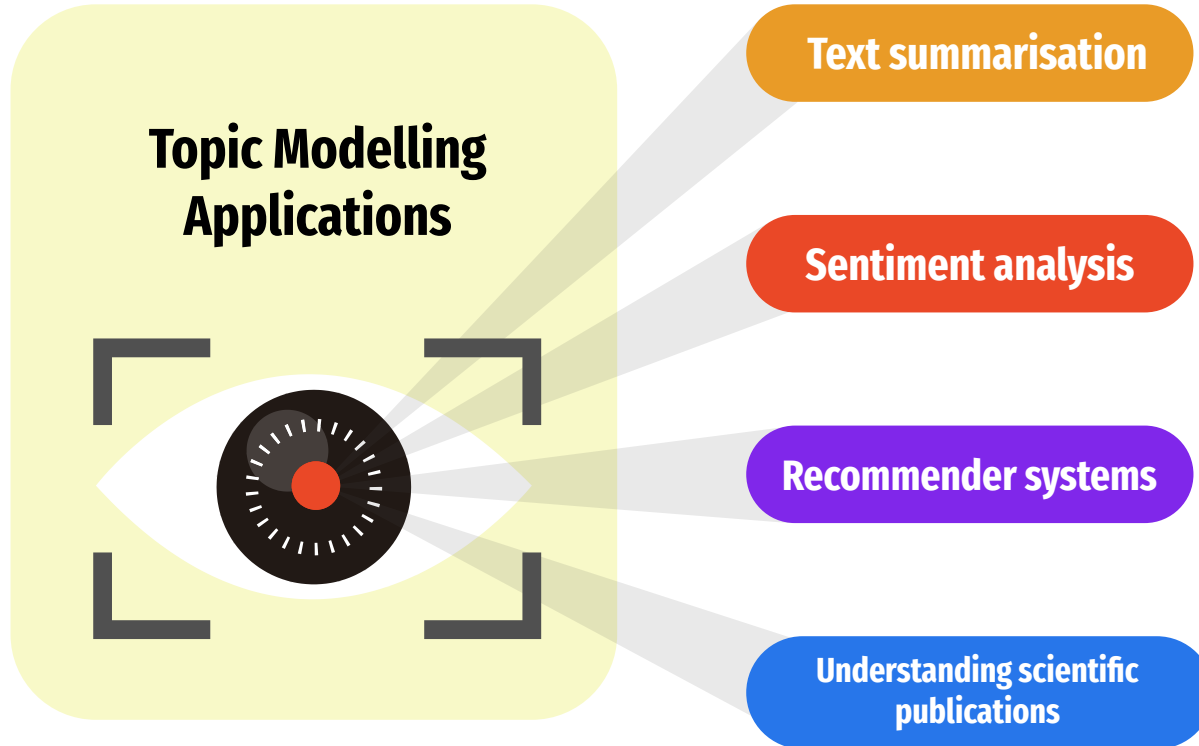 Topic Modelling
Applications
Text summarisation
Sentiment analysis
Recommender systems
Understanding scientific
publications